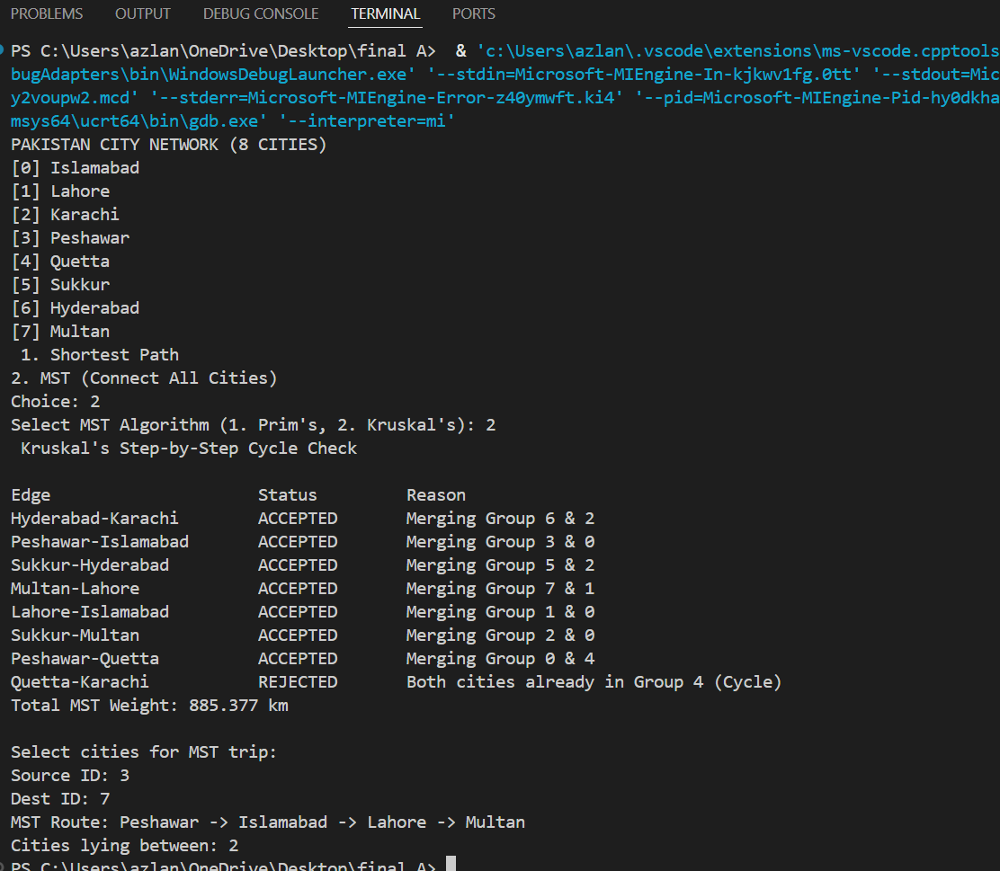 PROBLEMS OUTPUT DEBUG CONSOLE TERMINAL PORTS
PS C:\Users\azlan\OneDrive\Desktop\final A> & 'c:\Users\azlan\.vscode\extensions\ms-vscode.cpptools
bugAdapters\bin\WindowsDebugLauncher.exe' '--stdin=Microsoft-MIEngine-In-kjkwv1fg.0tt' '--stdout=Mic
y2voupw2.mcd' '--stderr=Microsoft-MIEngine-Error-z40ymwft.ki4' '--pid=Microsoft-MIEngine-Pid-hy0dkha
msys64\ucrt64\bin\gdb.exe' '--interpreter=mi'
PAKISTAN CITY NETWORK (8 CITIES)
[0] Islamabad
[1] Lahore
[2] Karachi
[3] Peshawar
[4] Quetta
[5] Sukkur
[6] Hyderabad
[7] Multan
1. Shortest Path
2. MST (Connect All Cities)
Choice: 2
Select MST Algorithm (1. Prim's, 2. Kruskal's): 2
Kruskal's Step-by-Step Cycle Check
Edge Status Reason
Hyderabad-Karachi ACCEPTED Merging Group 6 & 2
Peshawar-Islamabad ACCEPTED Merging Group 3 & 0
Sukkur-Hyderabad ACCEPTED Merging Group 5 & 2
Multan-Lahore ACCEPTED Merging Group 7 & 1
Lahore-Islamabad ACCEPTED Merging Group 1 & 0
Sukkur-Multan ACCEPTED Merging Group 2 & 0
Peshawar-Quetta ACCEPTED Merging Group 0 & 4
Quetta-Karachi REJECTED Both cities already in Group 4 (Cycle)
Total MST Weight: 885.377 km
Select cities for MST trip:
Source ID: 3
Dest ID: 7
MST Route: Peshawar -> Islamabad -> Lahore -> Multan
Cities lying between: 2
PS C:\Users\azlan\OneDrive\Desktop\final A>